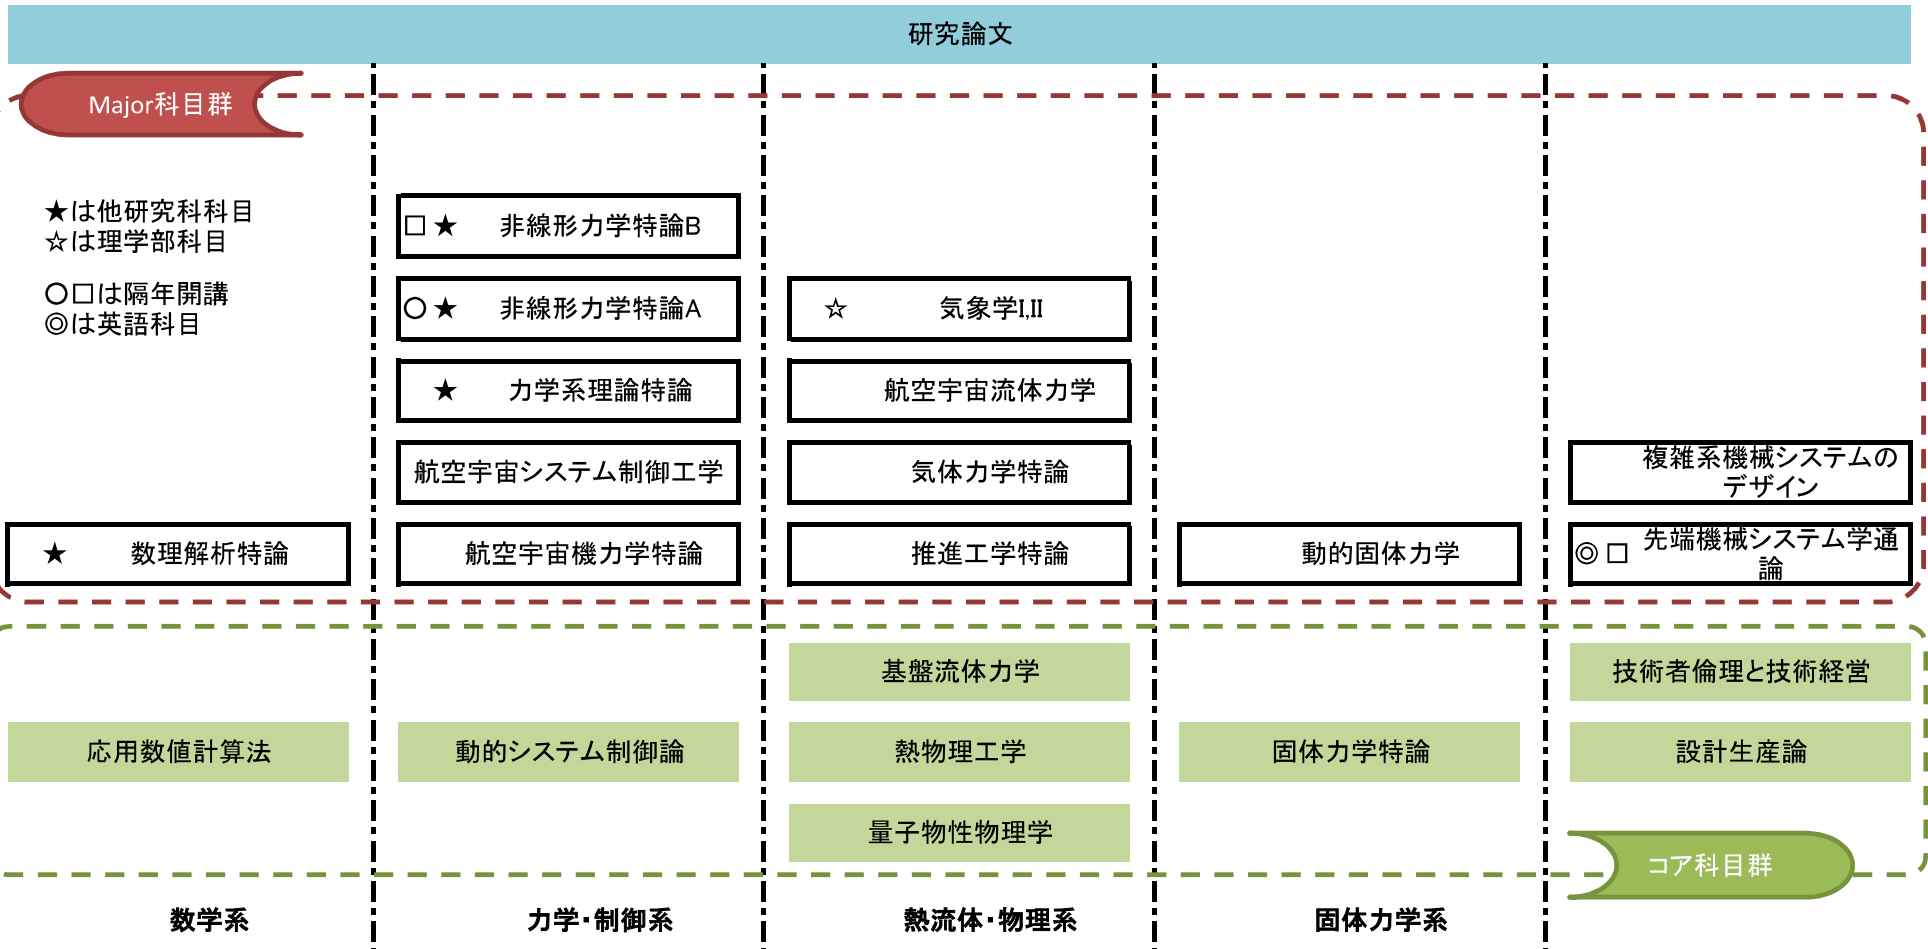 研究論文
Major科目群
★は他研究科科目
☆は理学部科目
○□は隔年開講
◎は英語科目
□★ 非線形力学特論B
○★ 非線形力学特論A
☆ 気象学I,II
★ 力学系理論特論
航空宇宙流体力学
航空宇宙システム制御工学
気体力学特論
複雑系機械システムの
デザイン
★ 数理解析特論
航空宇宙機力学特論
推進工学特論
動的固体力学
◎□ 先端機械システム学通
論
基盤流体力学
技術者倫理と技術経営
応用数値計算法
動的システム制御論
熱物理工学
固体力学特論
設計生産論
量子物性物理学
コア科目群
数学系
力学・制御系
熱流体・物理系
固体力学系